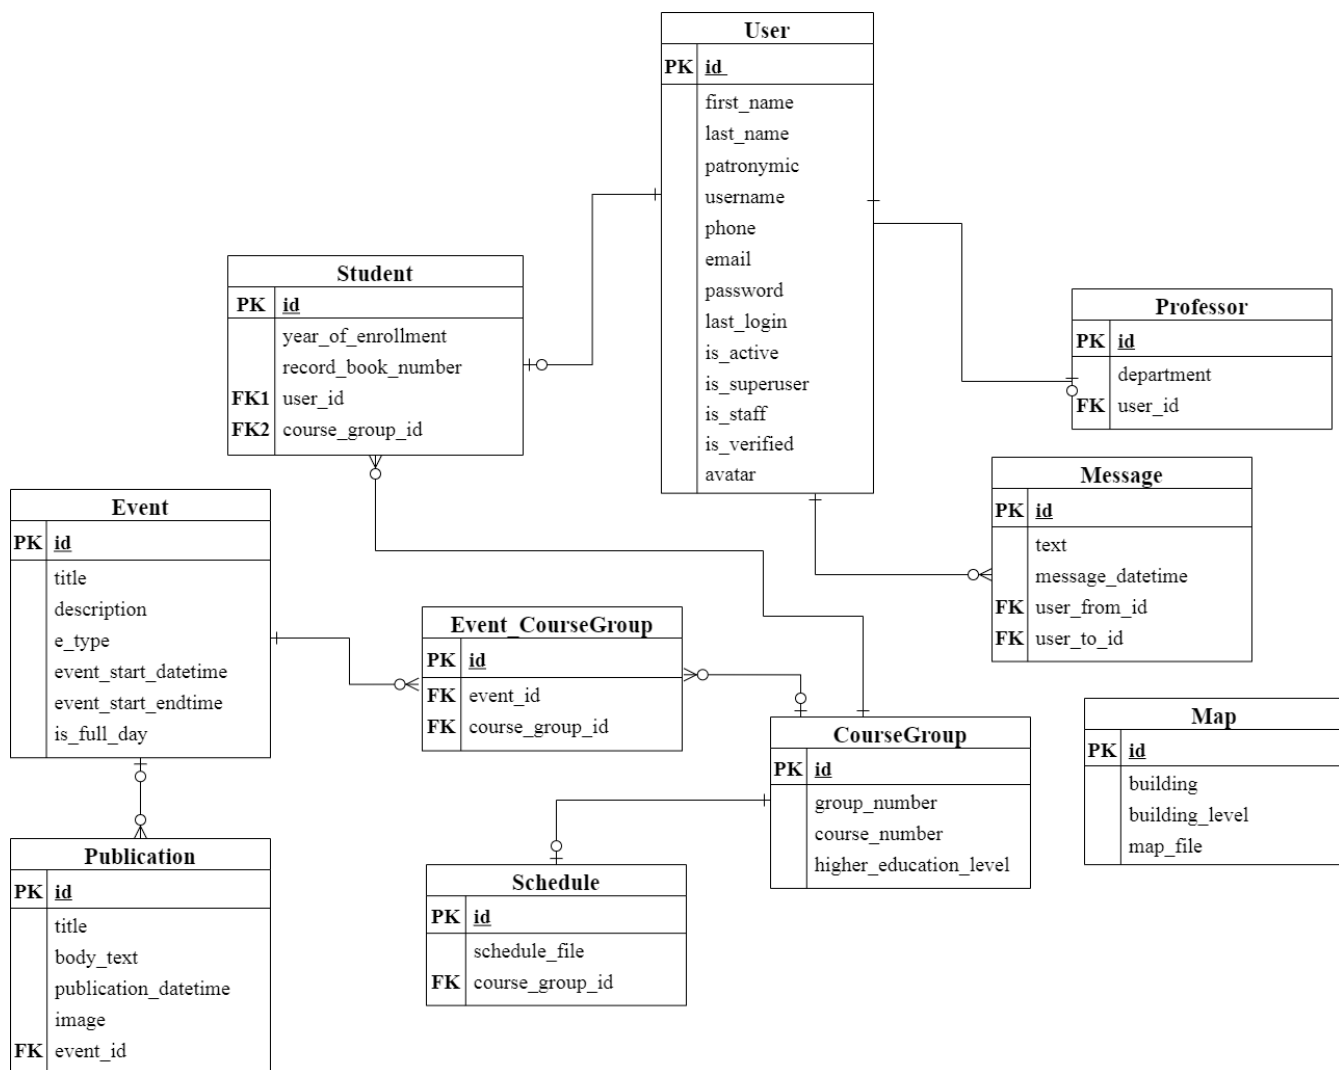 User
PK id
first_name
last_name
patronymic
username
phone
email
password
last_login
is_active
is_superuser
is_staff
is_verified
avatar
Student
PK id
year_of_enrollment
record_book_number
FK1 user_id
FK2 course_group_id
Professor
PK id
department
FK user_id
Message
PK id
text
message_datetime
FK user_from_id
FK user_to_id
Event
PK id
title
description
e_type
event_start_datetime
event_start_endtime
is_full_day
Event_CourseGroup
PK id
FK event_id
FK course_group_id
CourseGroup
PK id
group_number
course_number
higher_education_level
Map
PK id
building
building_level
map_file
Publication
PK id
title
body_text
publication_datetime
image
FK event_id
Schedule
PK id
schedule_file
FK course_group_id